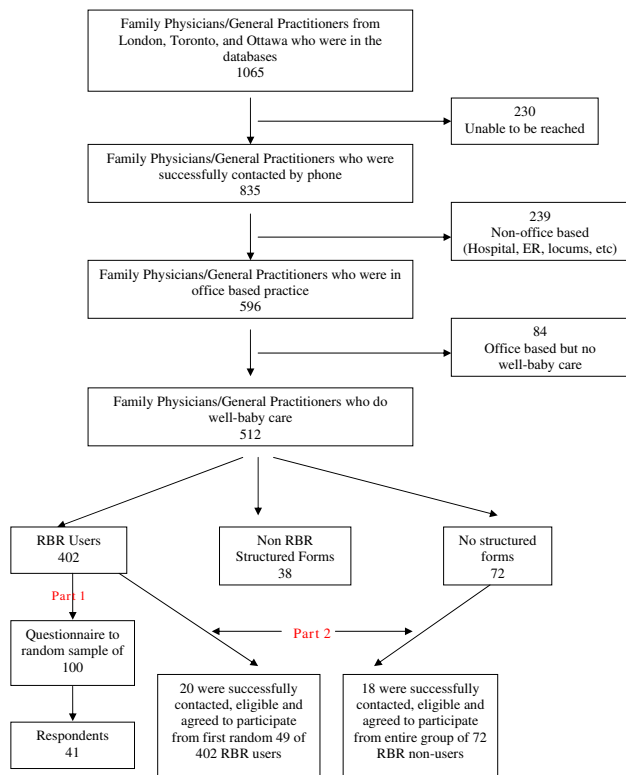 Family Physicians/General Practitioners from
London, Toronto, and Ottawa who were in the
databases
1065
230
Unable to be reached
Family Physicians/General Practitioners who were
successfully contacted by phone
835
239
Non-office based
(Hospital, ER, locums, etc)
Family Physicians/General Practitioners who were in
office based practice
596
84
Office based but no
well-baby care
Family Physicians/General Practitioners who do
well-baby care
512
RBR Users
402
Non RBR
Structured Forms
38
No structured
forms
72
Part 1
Part 2
Questionnaire to
random sample of
100
Respondents
41
20 were successfully
contacted, eligible and
agreed to participate
from first random 49 of
402 RBR users
18 were successfully
contacted, eligible and
agreed to participate
from entire group of 72
RBR non-users